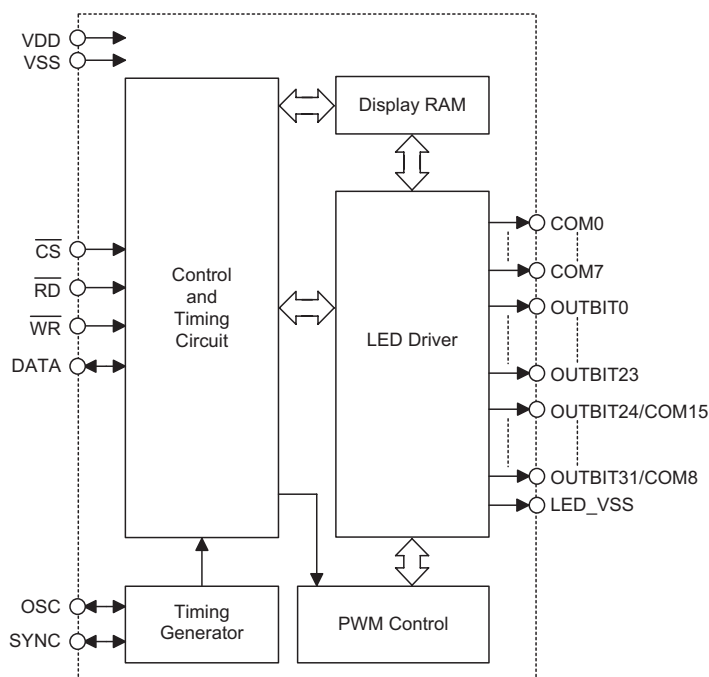 VDD
VSS
CS
RD
WR
DATA
OSC
SYNC
Control
and
Timing
Circuit
Timing
Generator
Display RAM
LED Driver
PWM Control
COM0
COM7
OUTBIT0
OUTBIT23
OUTBIT24/COM15
OUTBIT31/COM8
LED_VSS